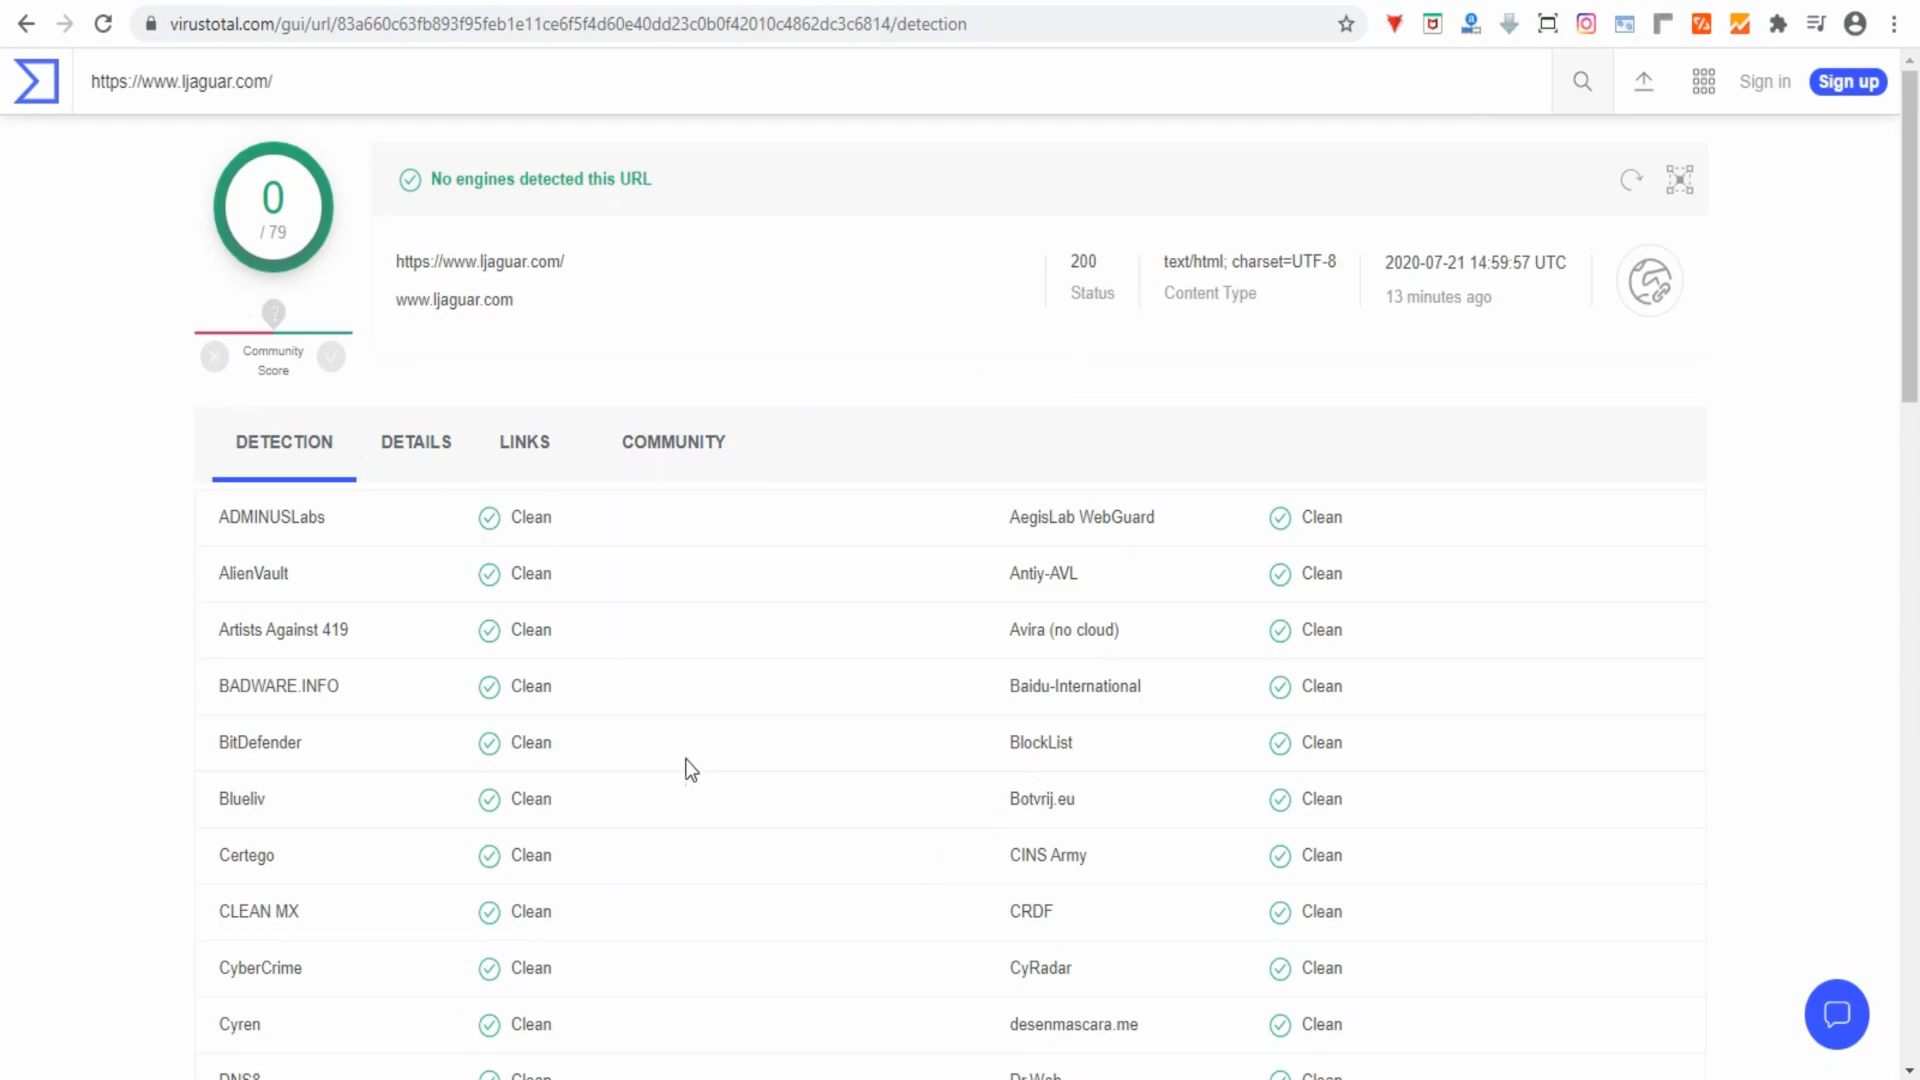 virustotal.com/gui/url/83a660c63fb893f95feb1e11ce6f5f4d60e40dd23c0b0f42010c4862dc3c6814/detection
https://www.ljaguar.com/
Sign in
Sign up
0
/ 79
No engines detected this URL
https://www.ljaguar.com/
www.ljaguar.com
200
Status
text/html; charset=UTF-8
Content Type
2020-07-21 14:59:57 UTC
13 minutes ago
?
Community
Score
DETECTION
DETAILS
LINKS
COMMUNITY
ADMINUSLabs Clean AegisLab WebGuard Clean
AlienVault Clean Antiy-AVL Clean
Artists Against 419 Clean Avira (no cloud) Clean
BADWARE.INFO Clean Baidu-International Clean
BitDefender Clean BlockList Clean
Blueliv Clean Botvrij.eu Clean
Certego Clean CINS Army Clean
CLEAN MX Clean CRDF Clean
CyberCrime Clean CyRadar Clean
Cyren Clean desenmascara.me Clean
DNS8 Clean Dr.Web Clean